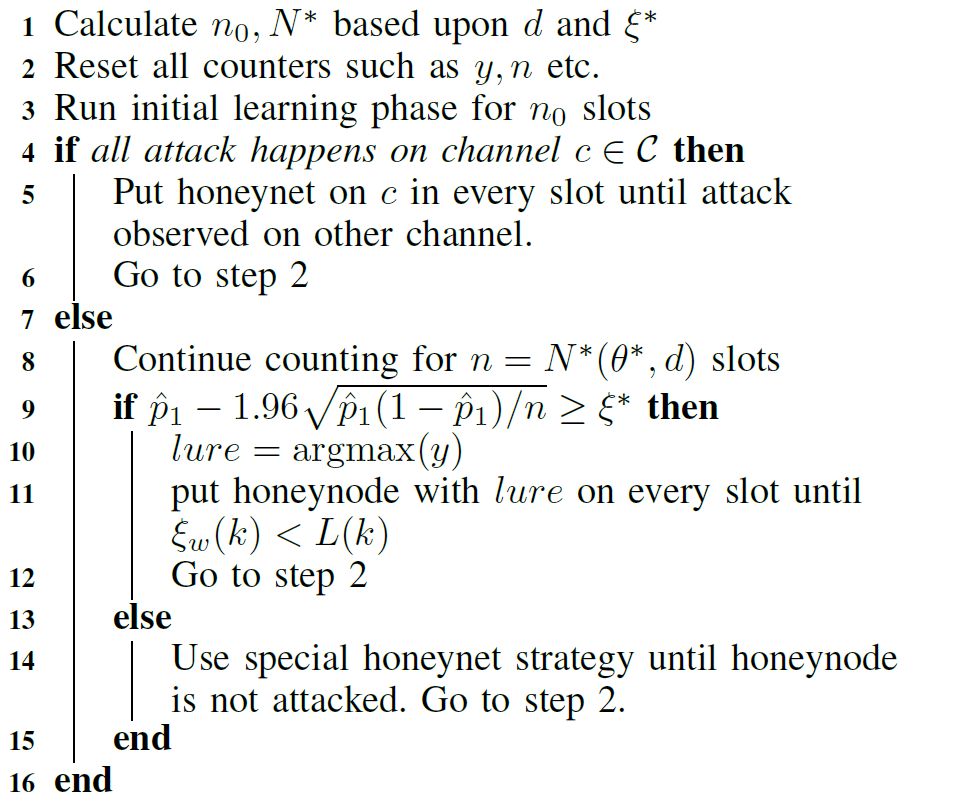 1 Calculate n₀, N* based upon d and ξ*
2 Reset all counters such as y, n etc.
3 Run initial learning phase for n₀ slots
4 if all attack happens on channel c ∈ 𝒞 then
5 Put honeynet on c in every slot until attack
observed on other channel.
6 Go to step 2
7 else
8 Continue counting for n = N*(θ*, d) slots
9 if p̂₁ − 1.96√(p̂₁(1 − p̂₁)/n) ≥ ξ* then
10 lure = argmax(y)
11 put honeynode with lure on every slot until
ξ_w(k) < L(k)
12 Go to step 2
13 else
14 Use special honeynet strategy until honeynode
is not attacked. Go to step 2.
15 end
16 end